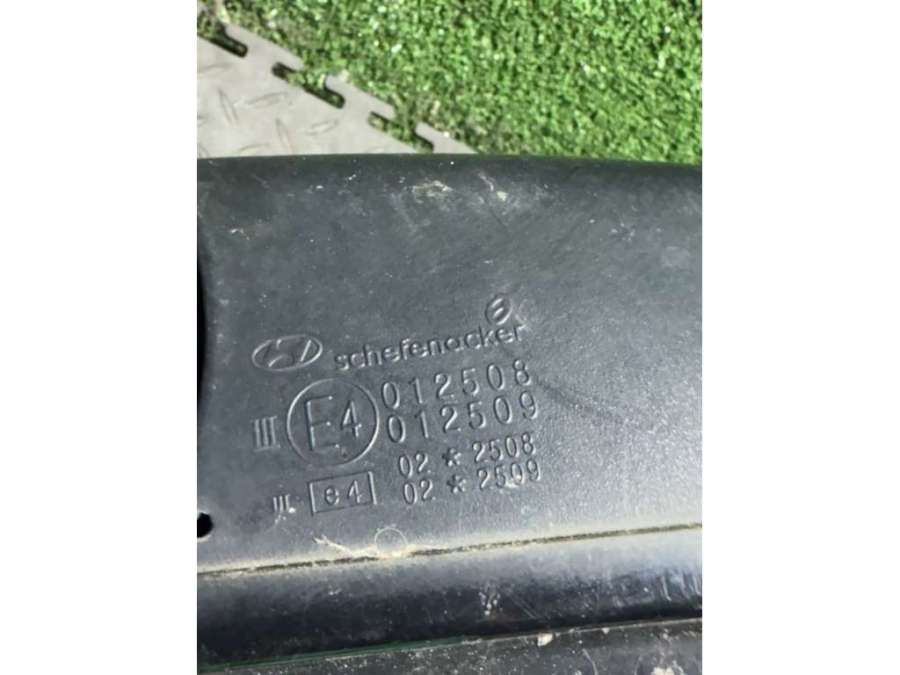 schefenacker
III E4 012508
012509
02 * 2508
III e4 02 * 2509